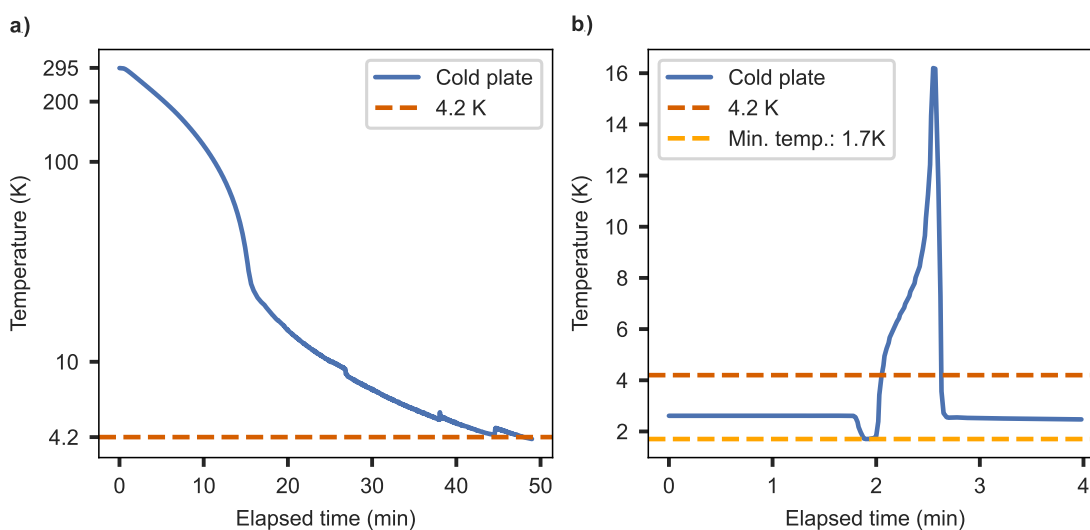 a)
295
200
100
10
4.2
Temperature (K)
Cold plate
4.2 K
0
10
20
30
40
50
Elapsed time (min)
b)
16
14
12
10
8
6
4
2
Temperature (K)
Cold plate
4.2 K
Min. temp.: 1.7K
0
1
2
3
4
Elapsed time (min)